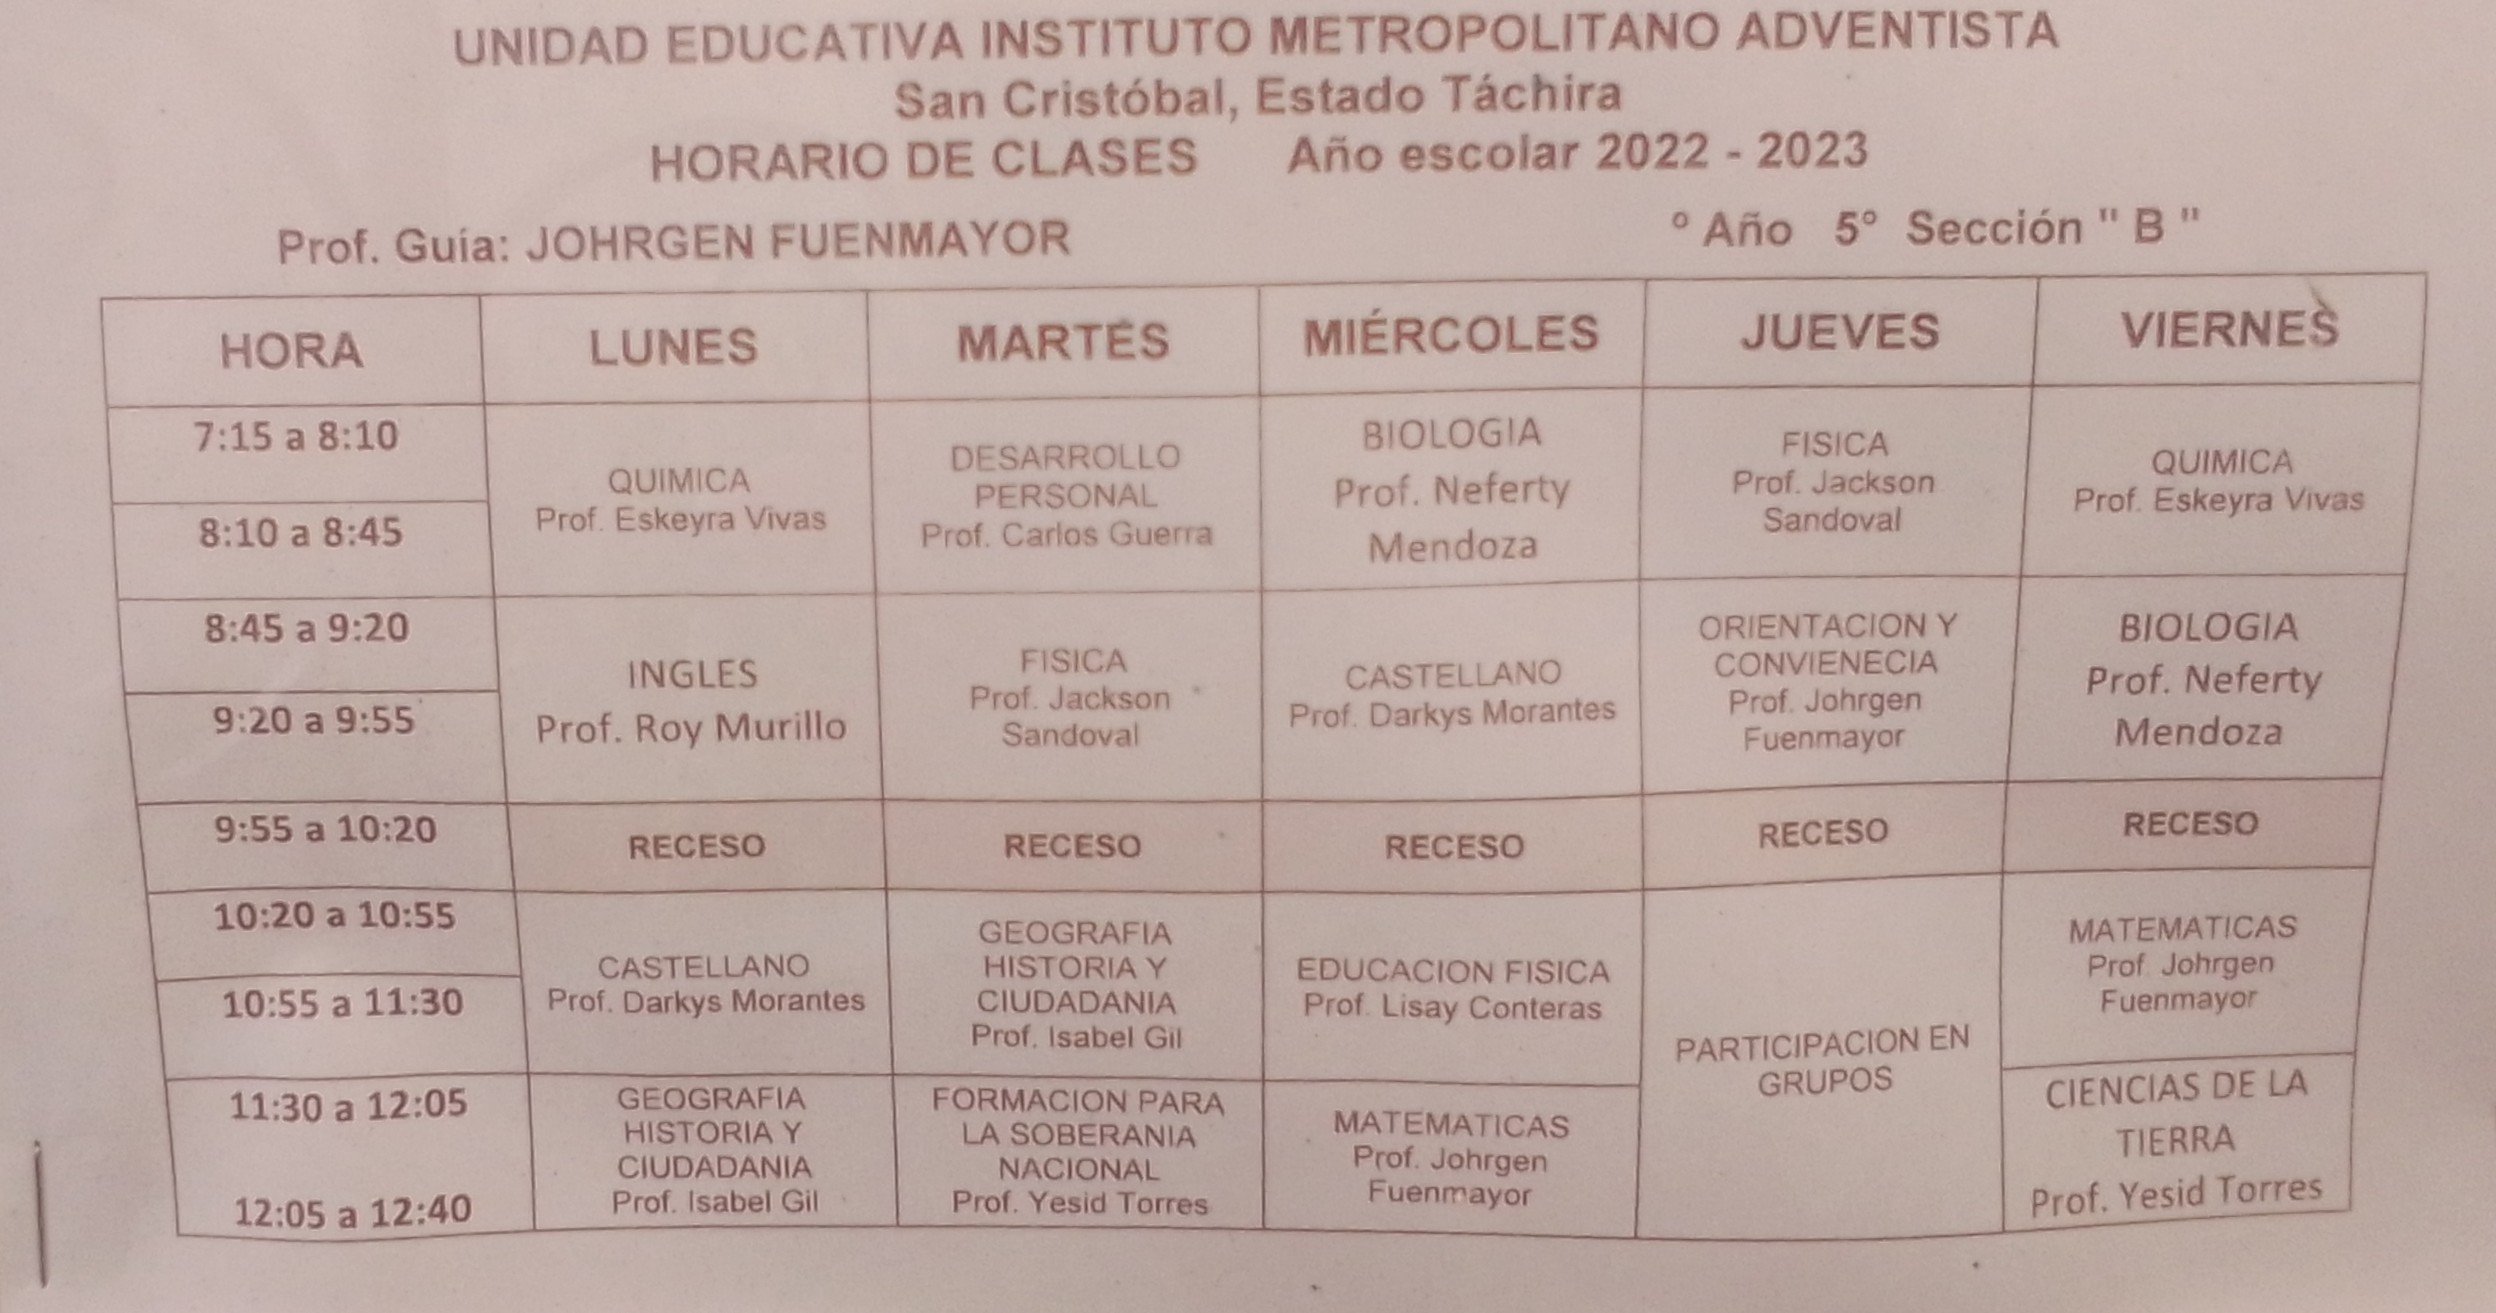 UNIDAD EDUCATIVA INSTITUTO METROPOLITANO ADVENTISTA
San Cristóbal, Estado Táchira
HORARIO DE CLASES Año escolar 2022 - 2023
Prof. Guía: JOHRGEN FUENMAYOR º Año 5º Sección " B "
HORA LUNES MARTES MIÉRCOLES JUEVES VIERNES
7:15 a 8:10
8:10 a 8:45
QUIMICA
Prof. Eskeyra Vivas
DESARROLLO
PERSONAL
Prof. Carlos Guerra
BIOLOGIA
Prof. Neferty
Mendoza
FISICA
Prof. Jackson
Sandoval
QUIMICA
Prof. Eskeyra Vivas
8:45 a 9:20
9:20 a 9:55
INGLES
Prof. Roy Murillo
FISICA
Prof. Jackson
Sandoval
CASTELLANO
Prof. Darkys Morantes
ORIENTACION Y
CONVIENECIA
Prof. Johrgen
Fuenmayor
BIOLOGIA
Prof. Neferty
Mendoza
9:55 a 10:20
RECESO
RECESO
RECESO
RECESO
RECESO
10:20 a 10:55
10:55 a 11:30
CASTELLANO
Prof. Darkys Morantes
GEOGRAFIA
HISTORIA Y
CIUDADANIA
Prof. Isabel Gil
EDUCACION FISICA
Prof. Lisay Conteras
PARTICIPACION EN
GRUPOS
MATEMATICAS
Prof. Johrgen
Fuenmayor
11:30 a 12:05
12:05 a 12:40
GEOGRAFIA
HISTORIA Y
CIUDADANIA
Prof. Isabel Gil
FORMACION PARA
LA SOBERANIA
NACIONAL
Prof. Yesid Torres
MATEMATICAS
Prof. Johrgen
Fuenmayor
CIENCIAS DE LA
TIERRA
Prof. Yesid Torres